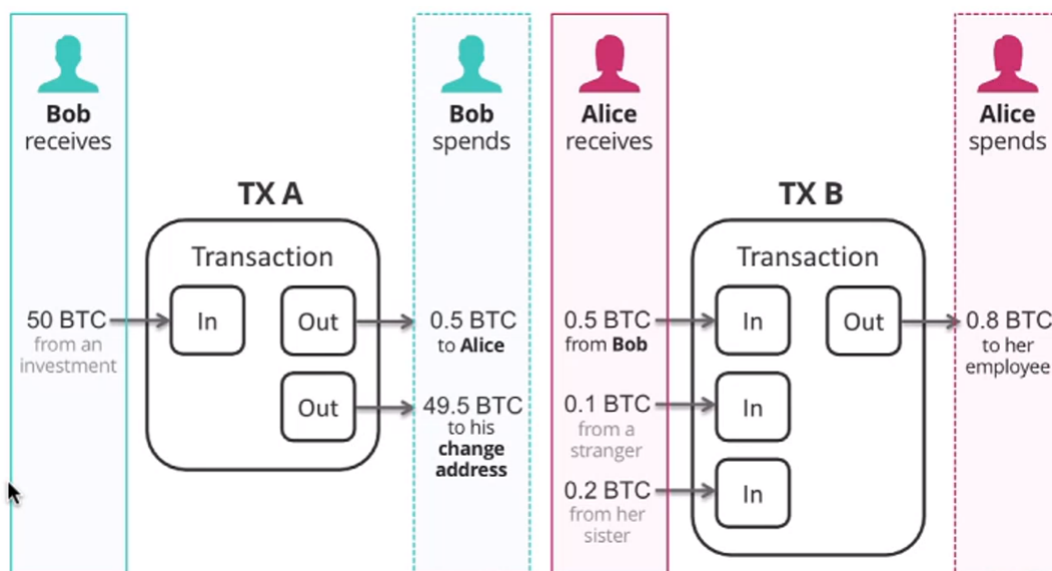 Bob
receives
Bob
spends
Alice
receives
Alice
spends
TX A
Transaction
50 BTC
from an
investment
In
Out
0.5 BTC
to Alice
Out
49.5 BTC
to his
change
address
TX B
Transaction
0.5 BTC
from Bob
In
Out
0.8 BTC
to her
employee
0.1 BTC
from a
stranger
In
0.2 BTC
from her
sister
In